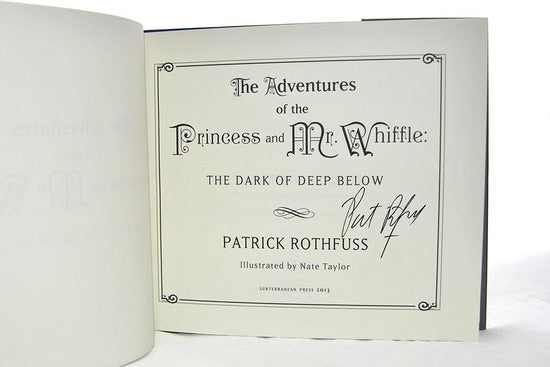 The Adventures
of the
Princess and Mr. Whiffle:
THE DARK OF DEEP BELOW
PATRICK ROTHFUSS
Illustrated by Nate Taylor
SUBTERRANEAN PRESS 2013